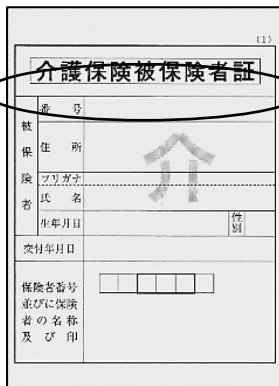 (1)
介護保険被保険者証
被保険者
番号
住所
フリガナ
氏名
生年月日
性別
交付年月日
保険者番号
並びに保険
者の名称
及び印
介